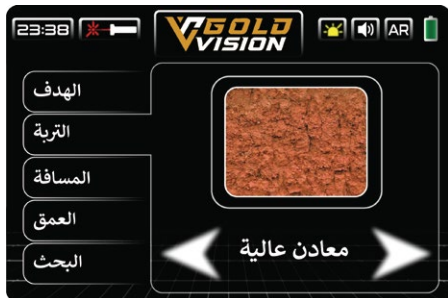 23:38
GOLD
VISION
AR
الهدف
التربة
المسافة
العمق
البحث
معادن عالية